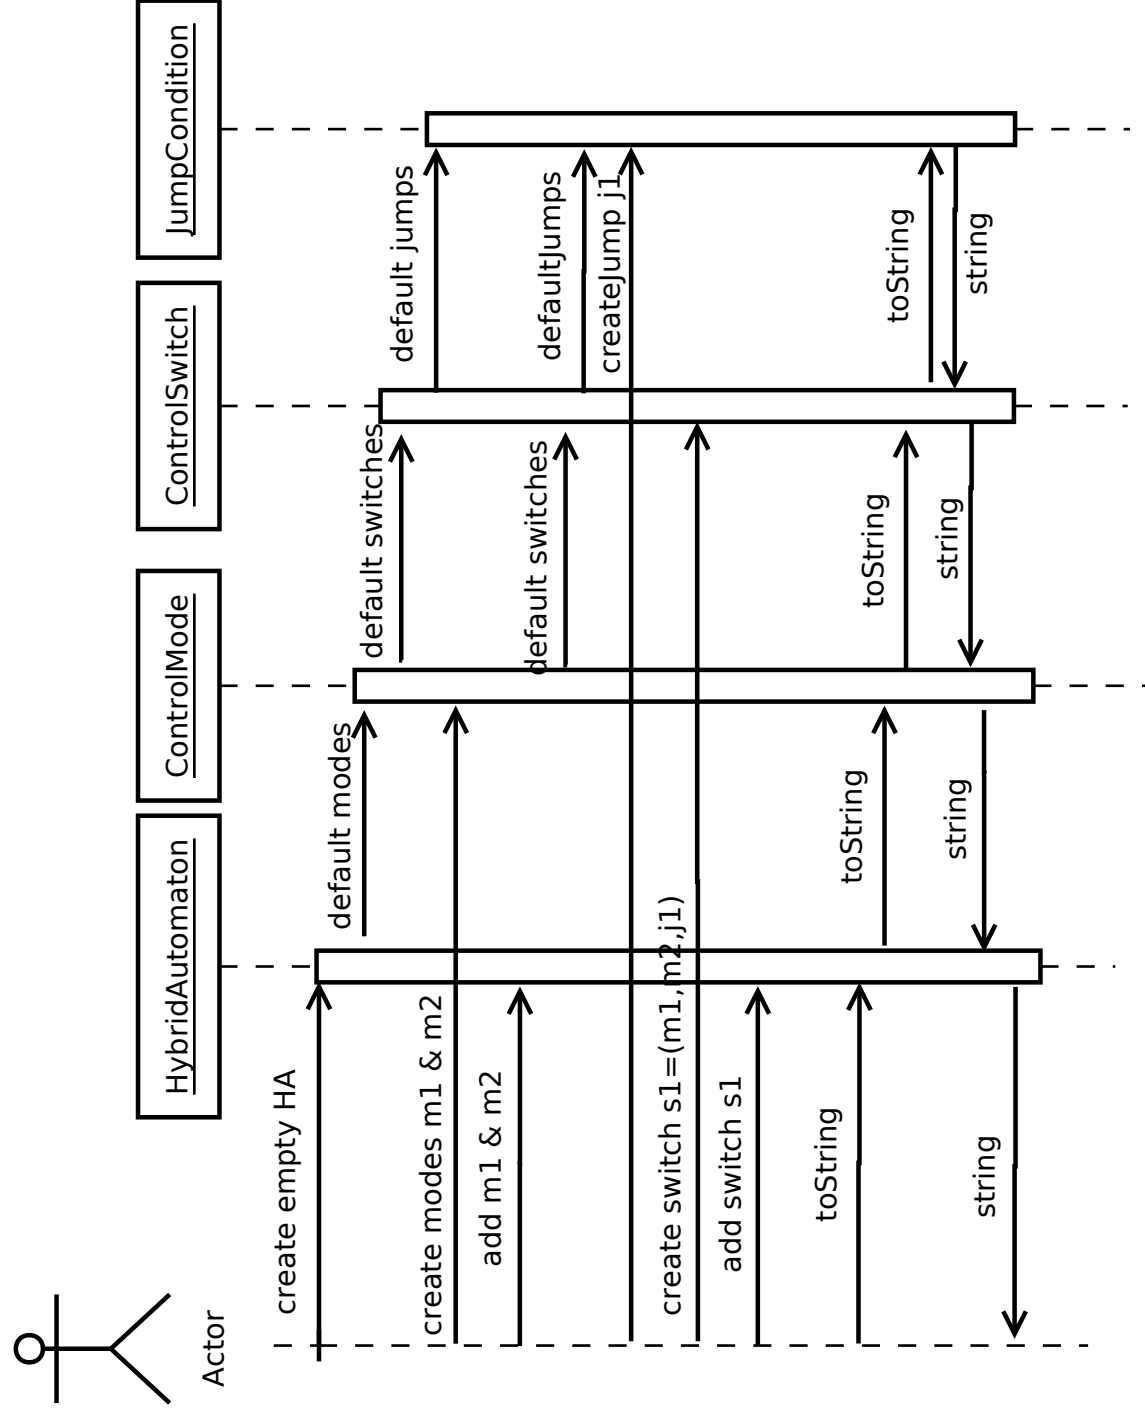 Actor
HybridAutomaton
ControlMode
ControlSwitch
JumpCondition
create empty HA
default modes
default switches
default jumps
create modes m1 & m2
add m1 & m2
default switches
defaultJumps
createJump j1
create switch s1=(m1,m2,j1)
add switch s1
toString
toString
toString
toString
string
string
string
string